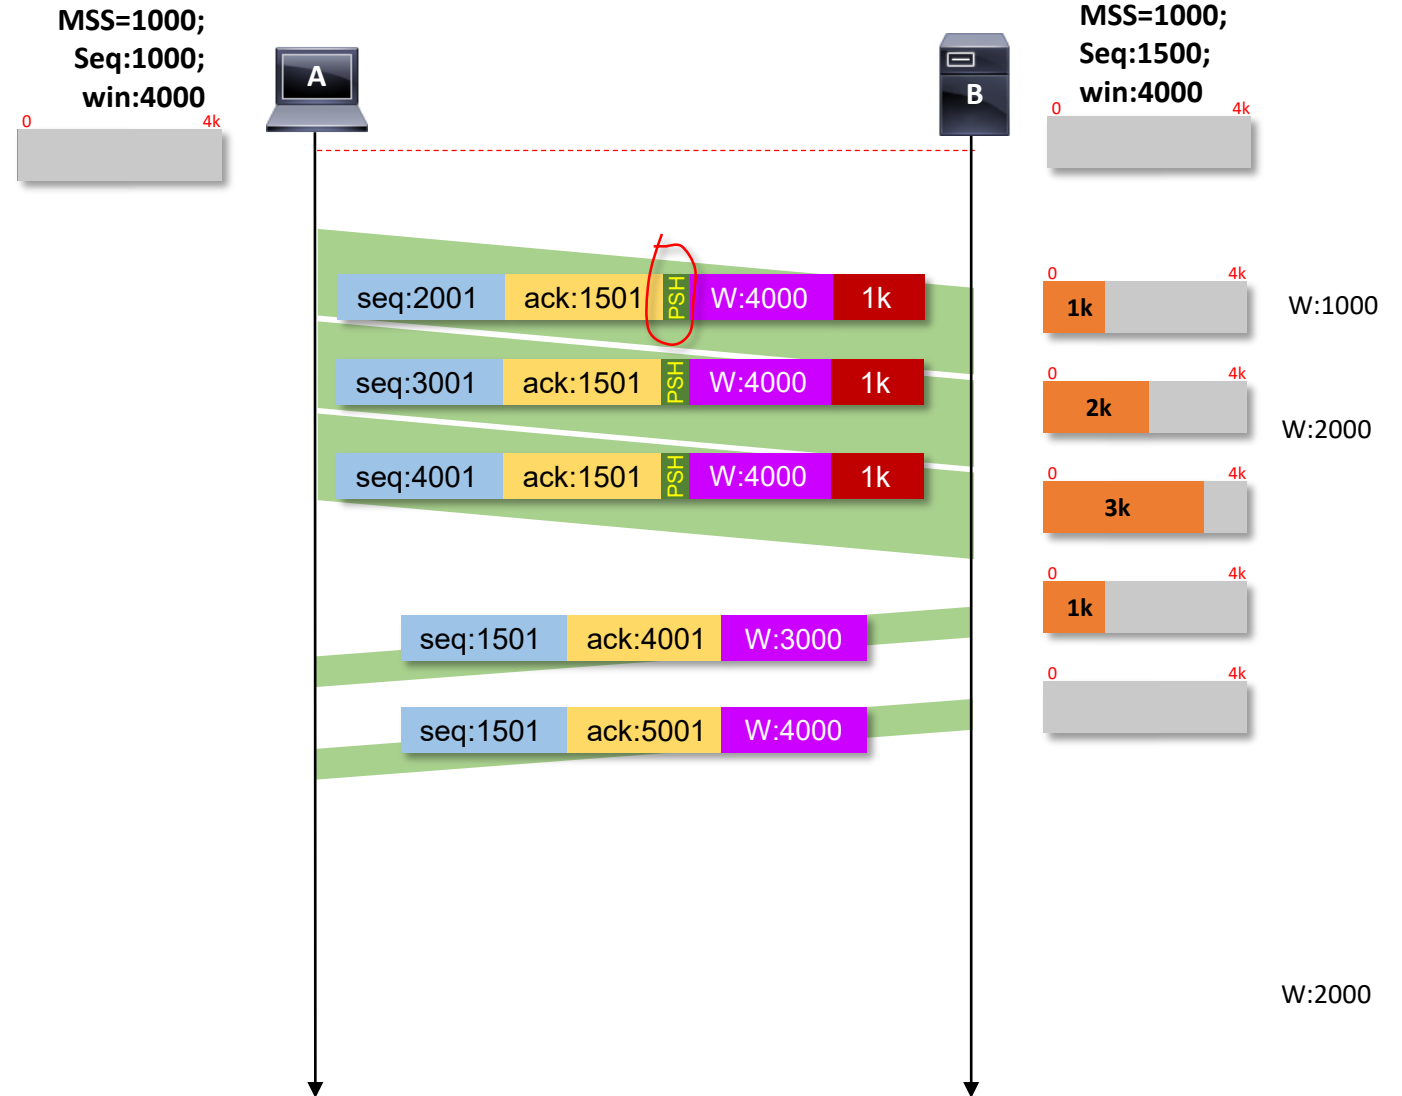 MSS=1000;
Seq:1000;
win:4000
0 4k
A
B
MSS=1000;
Seq:1500;
win:4000
0 4k
seq:2001 ack:1501 PSH W:4000 1k
0 4k
1k
W:1000
seq:3001 ack:1501 PSH W:4000 1k
0 4k
2k
W:2000
seq:4001 ack:1501 PSH W:4000 1k
0 4k
3k
0 4k
1k
seq:1501 ack:4001 W:3000
0 4k
seq:1501 ack:5001 W:4000
W:2000